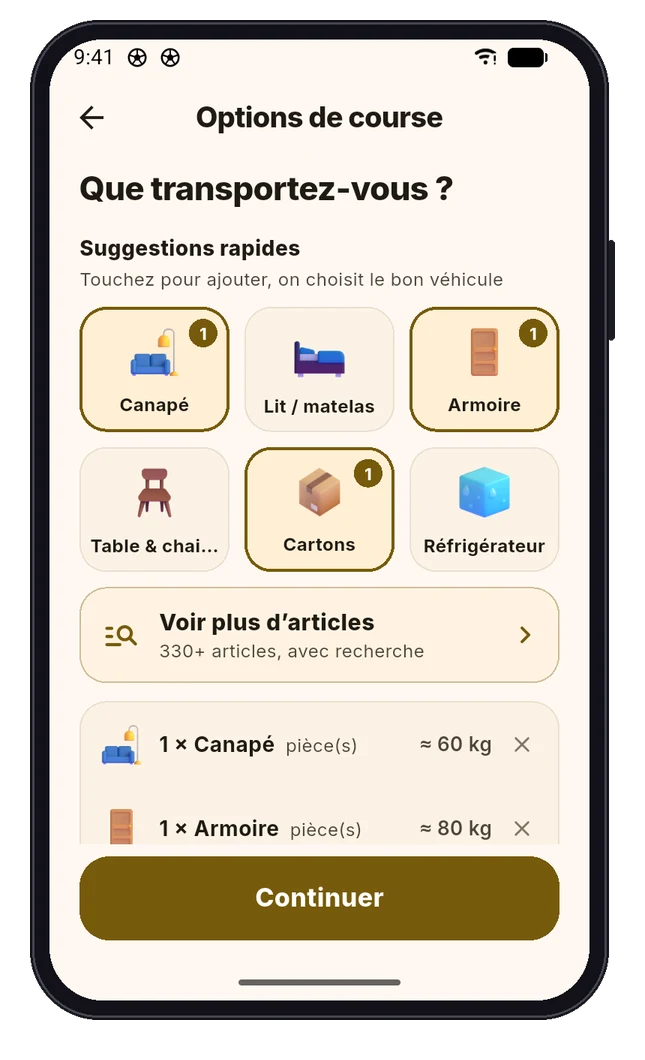 9:41
Options de course
Que transportez-vous ?
Suggestions rapides
Touchez pour ajouter, on choisit le bon véhicule
1
1
Canapé
Lit / matelas
Armoire
1
Table & chai...
Cartons
Réfrigérateur
Voir plus d’articles
330+ articles, avec recherche
1 × Canapé pièce(s) ≈ 60 kg
1 × Armoire pièce(s) ≈ 80 kg
Continuer